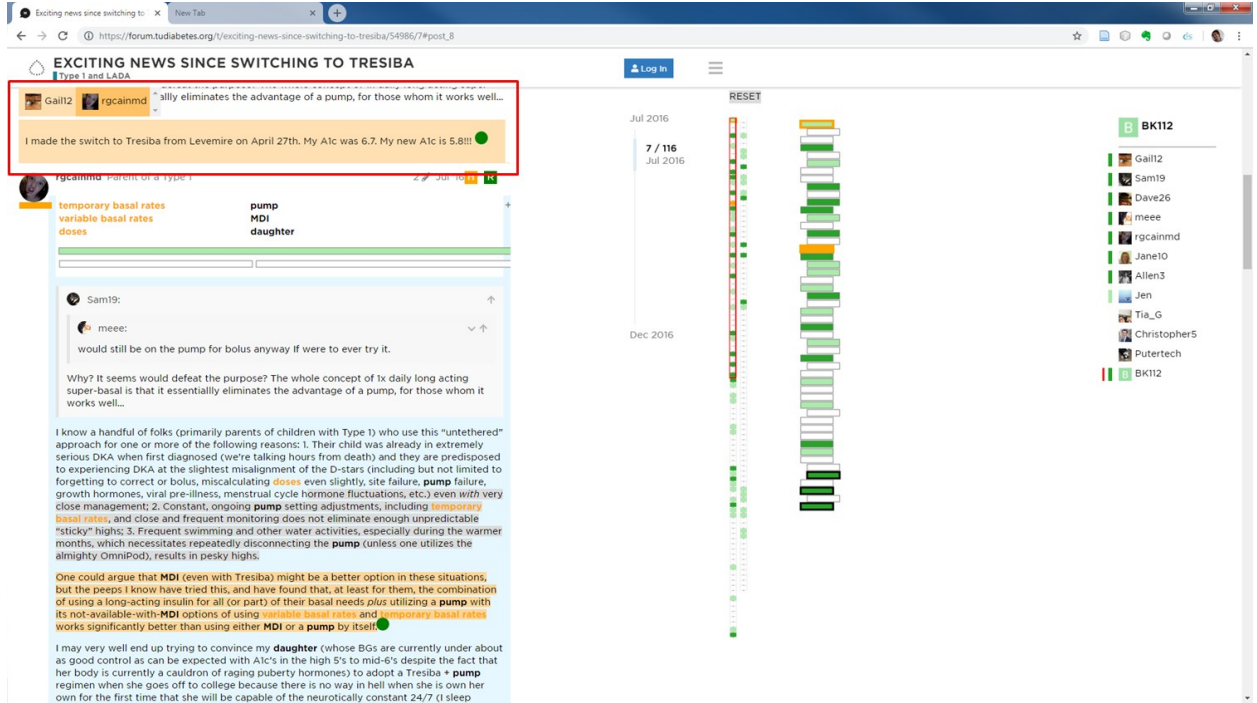 Exciting news since switching to
New Tab
https://forum.tudiabetes.org/t/exciting-news-since-switching-to-tresiba/54986/7#post_8
EXCITING NEWS SINCE SWITCHING TO TRESIBA
Type 1 and LADA
Log In
Gail12
rgcainmd
allly eliminates the advantage of a pump, for those whom it works well...
I made the switch to Tresiba from Levemire on April 27th. My A1c was 6.7. My new A1c is 5.8!!!
rgcainmd Parent of a Type 1
2
Jul 16
H
R
temporary basal rates
pump
variable basal rates
MDI
doses
daughter
+
Sam19:
meee:
would still be on the pump for bolus anyway If were to ever try it.
Why? It seems would defeat the purpose? The whole concept of 1x daily long acting
super-basal is that it essentiallly eliminates the advantage of a pump, for those whom it
works well...
I know a handful of folks (primarily parents of children with Type 1) who use this "untethered"
approach for one or more of the following reasons: 1. Their child was already in extremely
serious DKA when first diagnosed (we're talking hours from death) and they are predisposed
to experiencing DKA at the slightest misalignment of the D-stars (including but not limited to
forgetting to correct or bolus, miscalculating doses even slightly, site failure, pump failure,
growth hormones, viral pre-illness, menstrual cycle hormone fluctuations, etc.) even with very
close management; 2. Constant, ongoing pump setting adjustments, including temporary
basal rates, and close and frequent monitoring does not eliminate enough unpredictable
"sticky" highs; 3. Frequent swimming and other water activities, especially during the warmer
months, which necessitates repeatedly disconnecting the pump (unless one utilizes the
almighty OmniPod), results in pesky highs.
One could argue that MDI (even with Tresiba) might be a better option in these situations,
but the peeps I know have tried this, and have found that, at least for them, the combination
of using a long-acting insulin for all (or part) of their basal needs plus utilizing a pump with
its not-available-with-MDI options of using variable basal rates and temporary basal rates
works significantly better than using either MDI or a pump by itself.
I may very well end up trying to convince my daughter (whose BGs are currently under about
as good control as can be expected with A1c's in the high 5's to mid-6's despite the fact that
her body is currently a cauldron of raging puberty hormones) to adopt a Tresiba + pump
regimen when she goes off to college because there is no way in hell when she is own her
own for the first time that she will be capable of the neurotically constant 24/7 (I sleep
Jul 2016
7 / 116
Jul 2016
Dec 2016
RESET
B
BK112
Gail12
Sam19
Dave26
meee
rgcainmd
Jane10
Allen3
Jen
Tia_G
Christopher5
Putertech
B
BK112